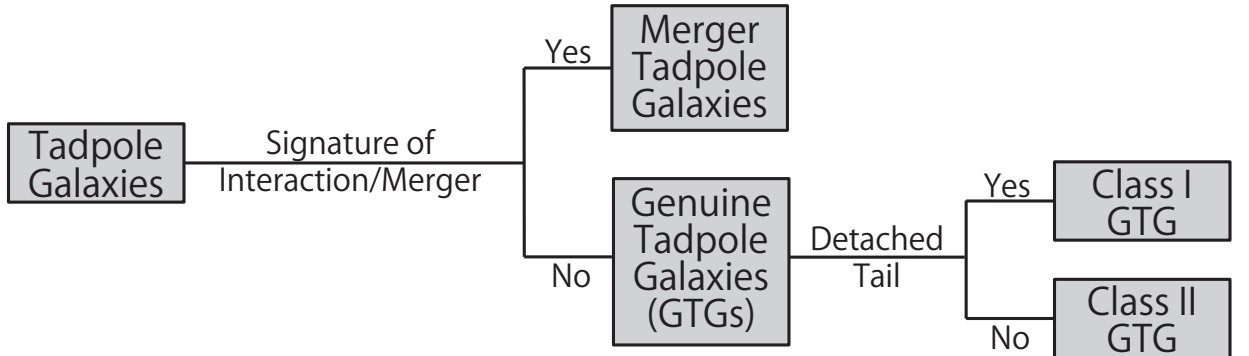 Tadpole
Galaxies
Signature of
Interaction/Merger
Yes
Merger
Tadpole
Galaxies
No
Genuine
Tadpole
Galaxies
(GTGs)
Detached
Tail
Yes
Class I
GTG
No
Class II
GTG